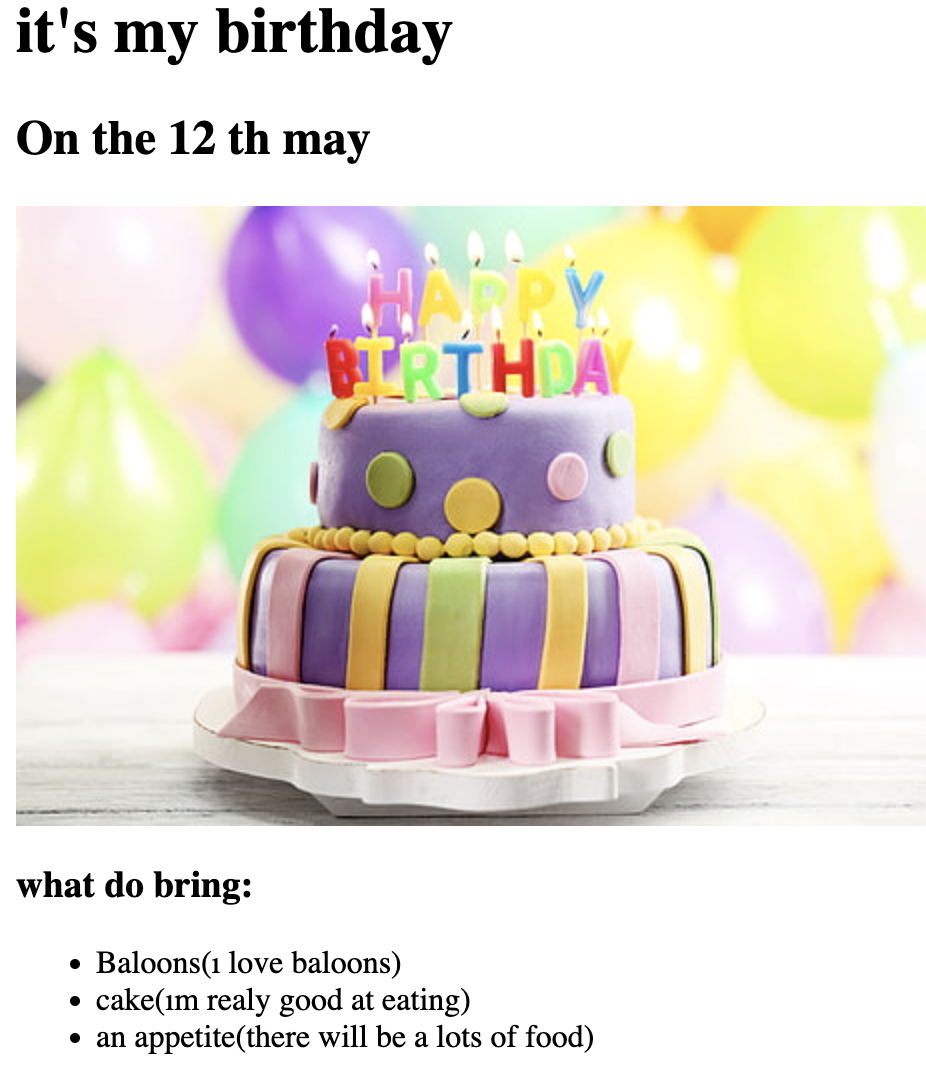 it's my birthday
On the 12 th may
HAPPY
BIRTHDAY
what do bring:
Baloons(ı love baloons)
cake(ım realy good at eating)
an appetite(there will be a lots of food)